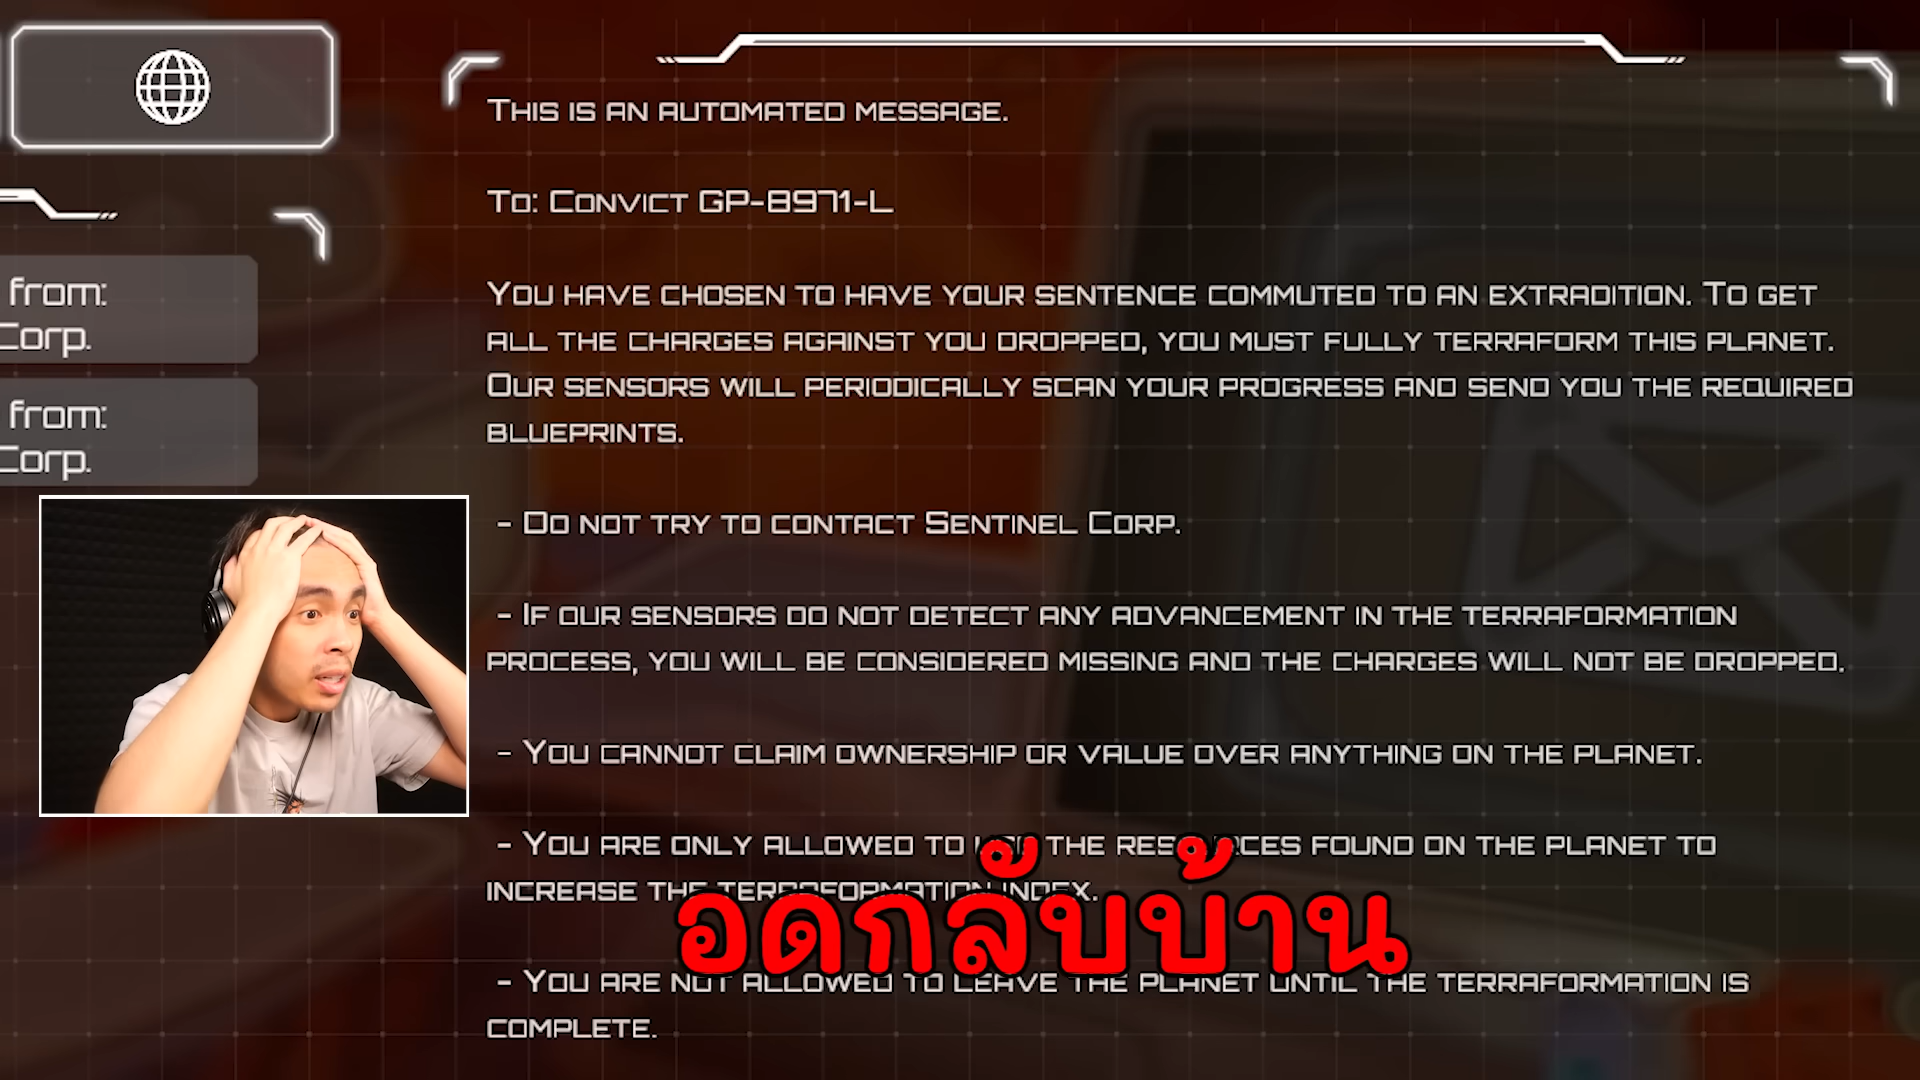 This is an automated message.
To: Convict GP-8971-L
You have chosen to have your sentence commuted to an extradition. To get
all the charges against you dropped, you must fully terraform this planet.
Our sensors will periodically scan your progress and send you the required
blueprints.
- Do not try to contact Sentinel Corp.
- If our sensors do not detect any advancement in the terraformation
process, you will be considered missing and the charges will not be dropped.
- You cannot claim ownership or value over anything on the planet.
- You are only allowed to use the resources found on the planet to
increase the terraformation index.
- You are not allowed to leave the planet until the terraformation is
complete.
from:
Corp.
from:
Corp.
อดกลับบ้าน